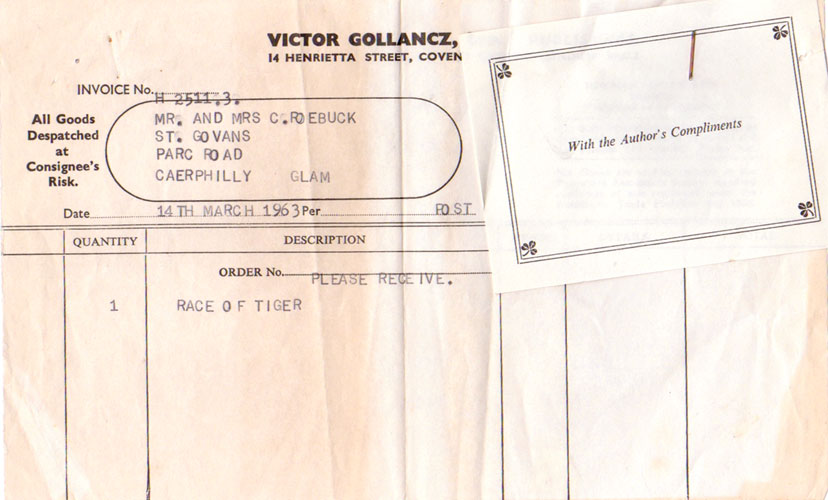 VICTOR GOLLANCZ,
14 HENRIETTA STREET, COVEN
INVOICE No. H 2511.3.
All Goods
Despatched
at
Consignee's
Risk.
MR. AND MRS C.ROEBUCK
ST. GOVANS
PARC ROAD
CAERPHILLY GLAM
Date 14TH MARCH 1963 Per POST
QUANTITY DESCRIPTION
ORDER No. PLEASE RECEIVE.
1 RACE OF TIGER
With the Author's Compliments